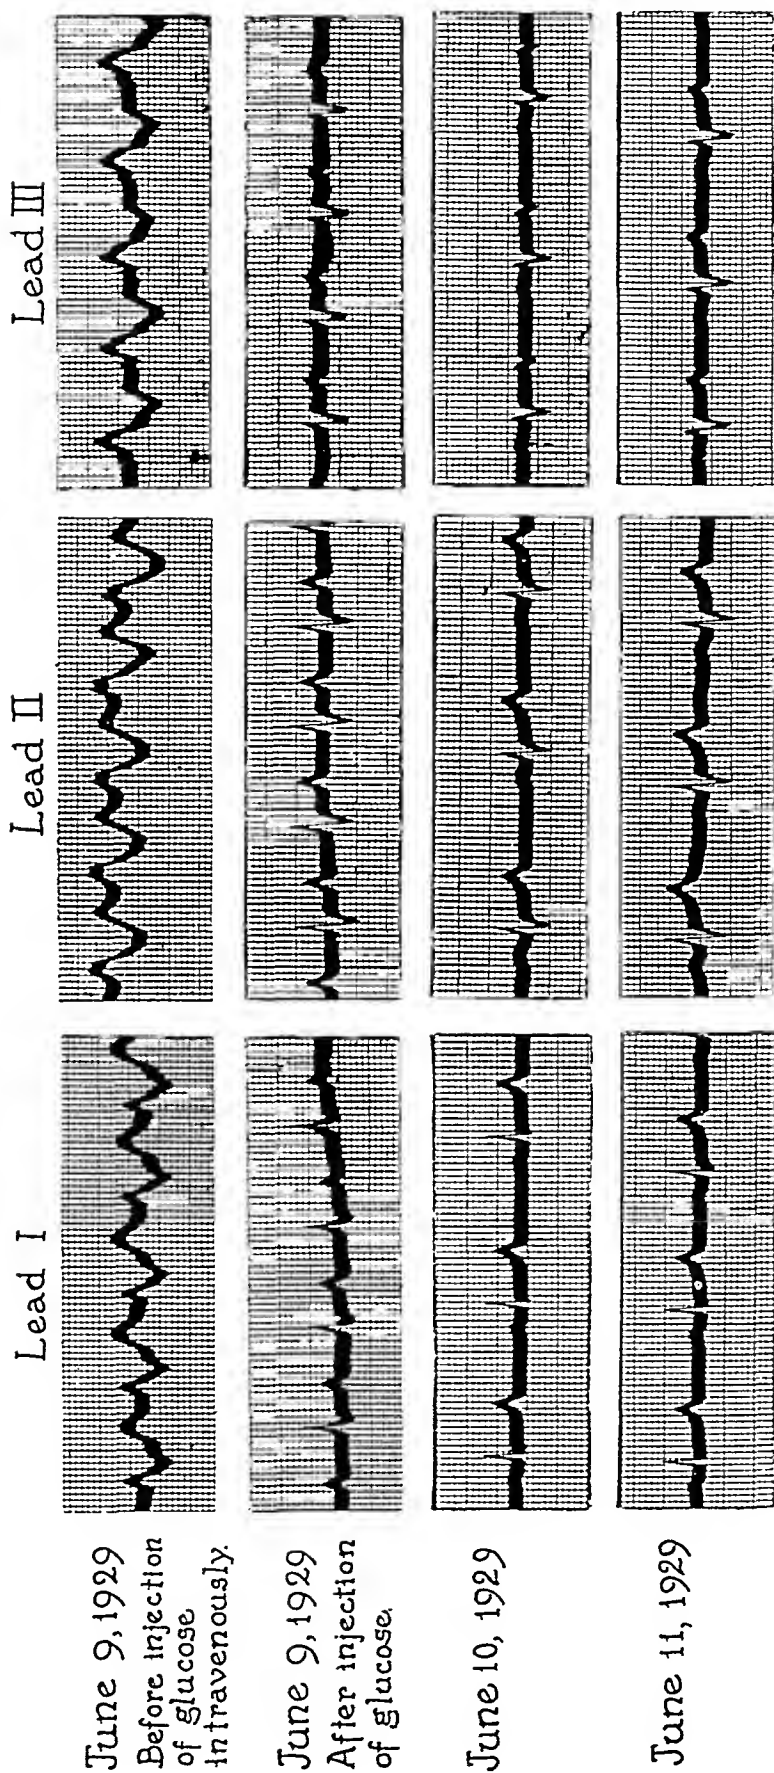 Lead I
Lead II
Lead III
June 9, 1929
Before injection
of glucose
intravenously.
June 9, 1929
After injection
of glucose.
June 10, 1929
June 11, 1929